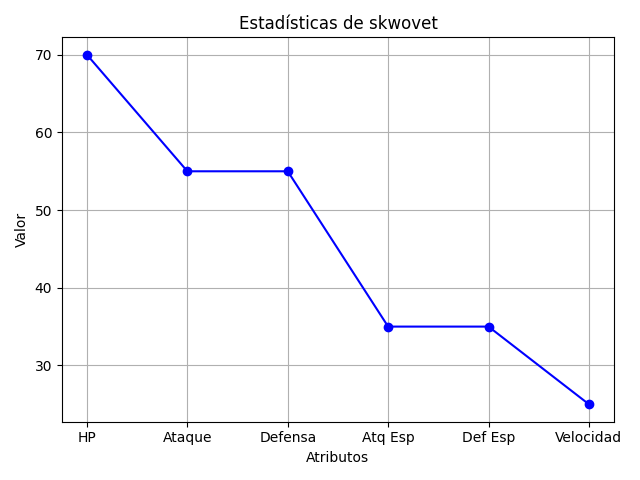 Estadísticas de skwovet
Valor
70
60
50
40
30
HP Ataque Defensa Atq Esp Def Esp Velocidad
Atributos